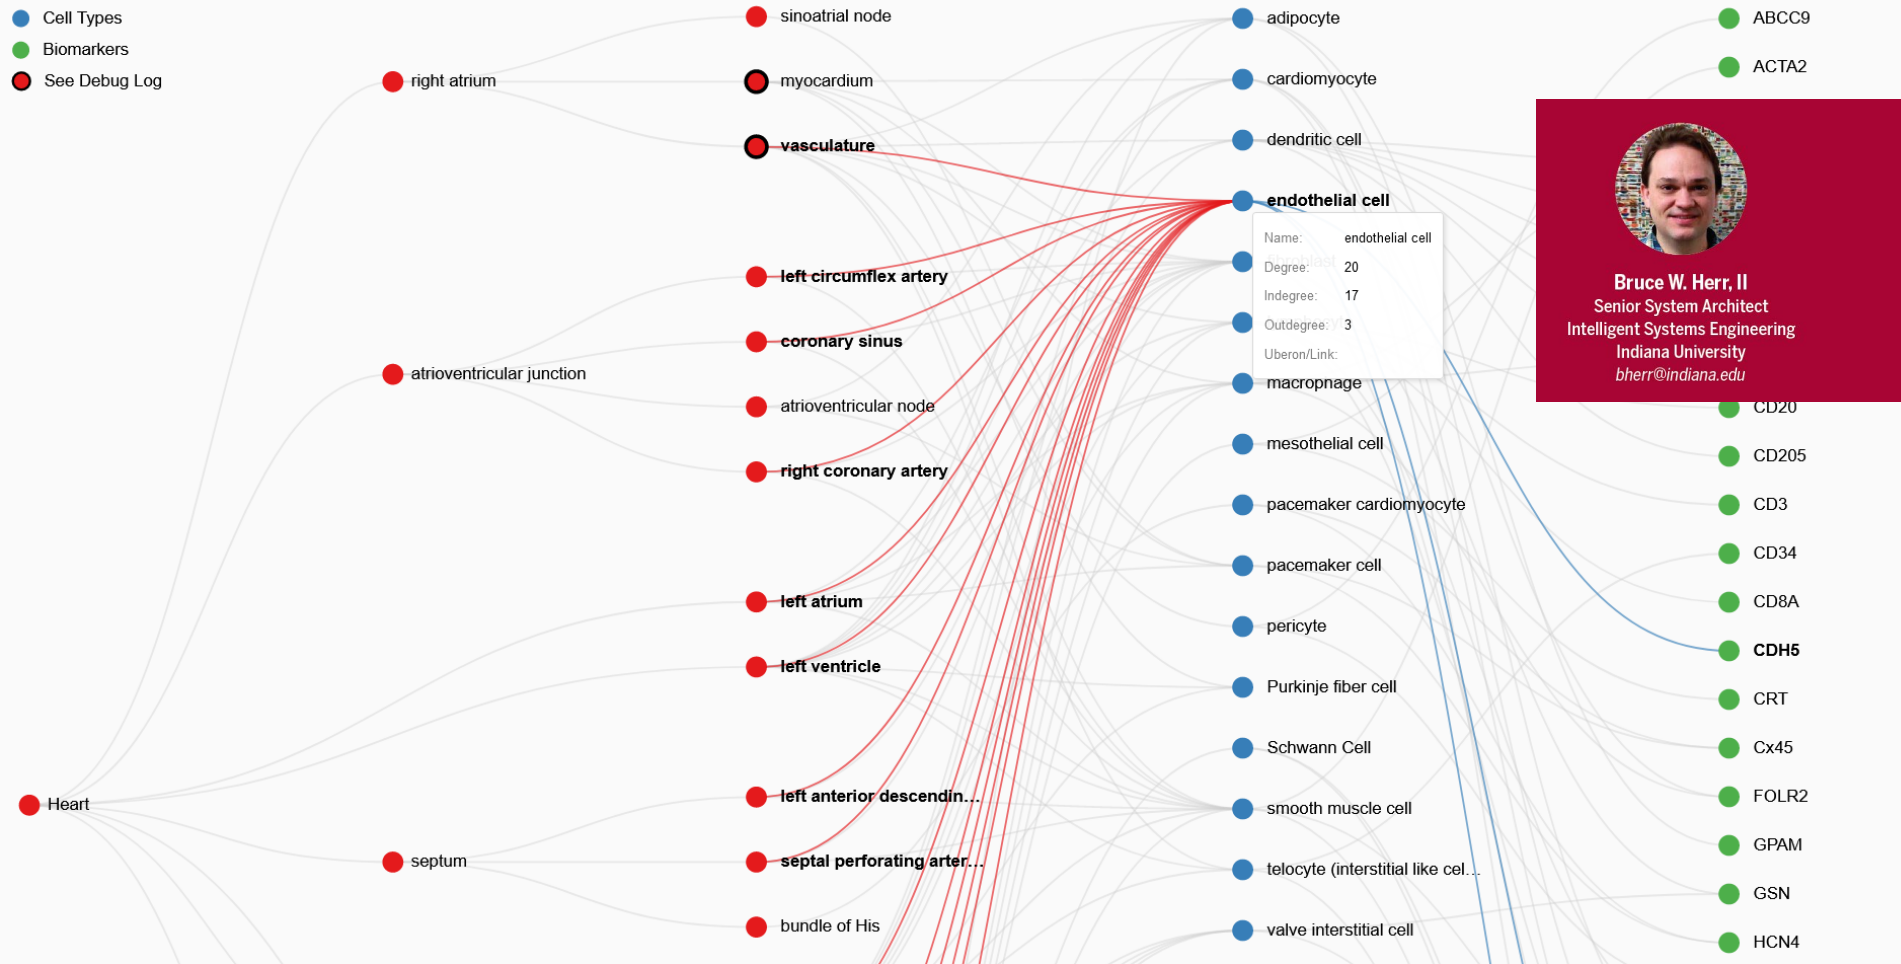 Cell Types
Biomarkers
See Debug Log
Heart
right atrium
atrioventricular junction
septum
sinoatrial node
myocardium
vasculature
left circumflex artery
coronary sinus
atrioventricular node
right coronary artery
left atrium
left ventricle
left anterior descendin...
septal perforating arter...
bundle of His
adipocyte
cardiomyocyte
dendritic cell
endothelial cell
Name: endothelial cell
Degree: 20
Indegree: 17
Outdegree: 3
Uberon/Link:
fibroblast
macrophage
mesothelial cell
pacemaker cardiomyocyte
pacemaker cell
pericyte
Purkinje fiber cell
Schwann Cell
smooth muscle cell
telocyte (interstitial like cel...
valve interstitial cell
ABCC9
ACTA2
Bruce W. Herr, II
Senior System Architect
Intelligent Systems Engineering
Indiana University
bherr@indiana.edu
CD20
CD205
CD3
CD34
CD8A
CDH5
CRT
Cx45
FOLR2
GPAM
GSN
HCN4